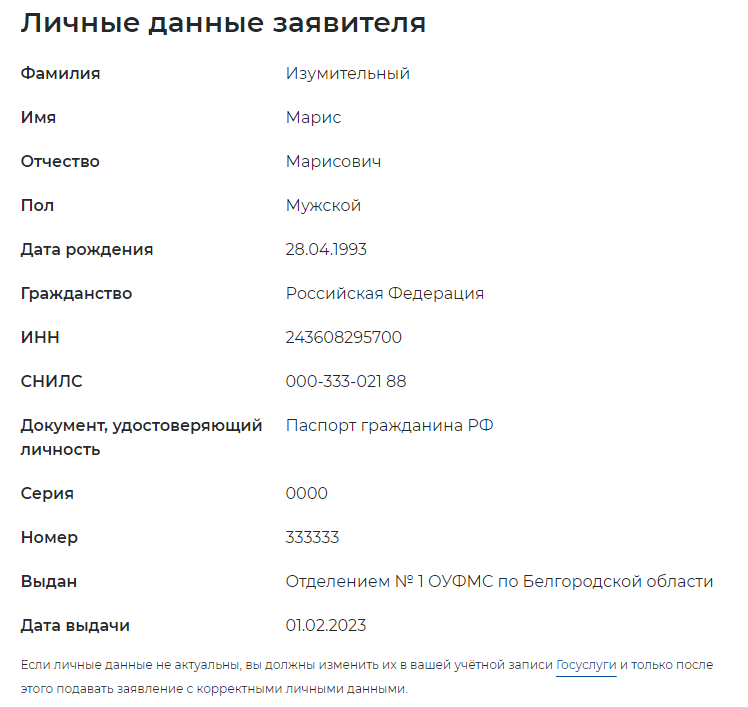 Личные данные заявителя
Фамилия Изумительный
Имя Марис
Отчество Марисович
Пол Мужской
Дата рождения 28.04.1993
Гражданство Российская Федерация
ИНН 243608295700
СНИЛС 000-333-021 88
Документ, удостоверяющий Паспорт гражданина РФ
личность
Серия 0000
Номер 333333
Выдан Отделением № 1 ОУФМС по Белгородской области
Дата выдачи 01.02.2023
Если личные данные не актуальны, вы должны изменить их в вашей учётной записи Госуслуги и только после
этого подавать заявление с корректными личными данными.